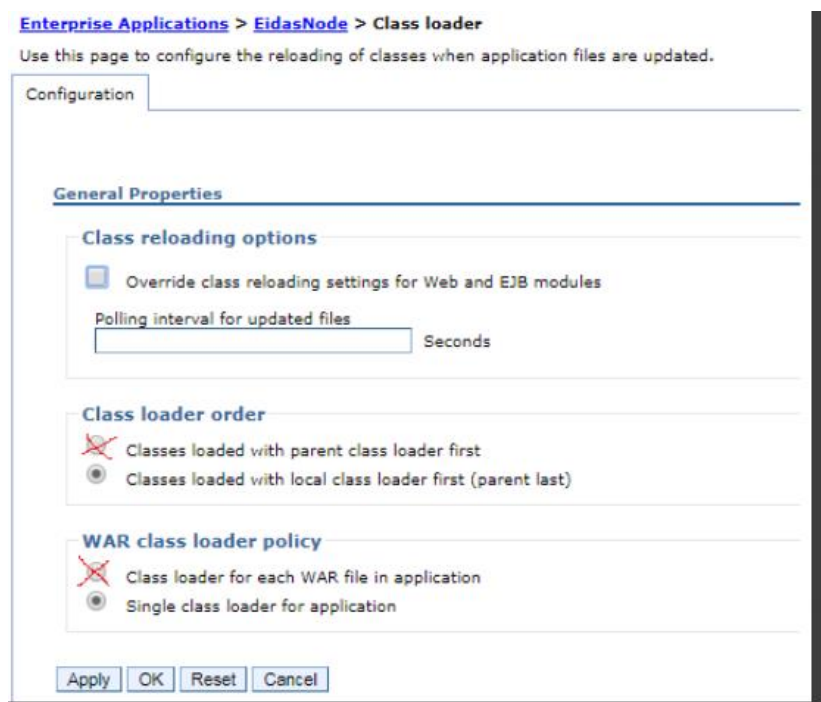 Enterprise Applications > EidasNode > Class loader
Use this page to configure the reloading of classes when application files are updated.
Configuration
General Properties
Class reloading options
Override class reloading settings for Web and EJB modules
Polling interval for updated files
Seconds
Class loader order
Classes loaded with parent class loader first
Classes loaded with local class loader first (parent last)
WAR class loader policy
Class loader for each WAR file in application
Single class loader for application
Apply OK Reset Cancel